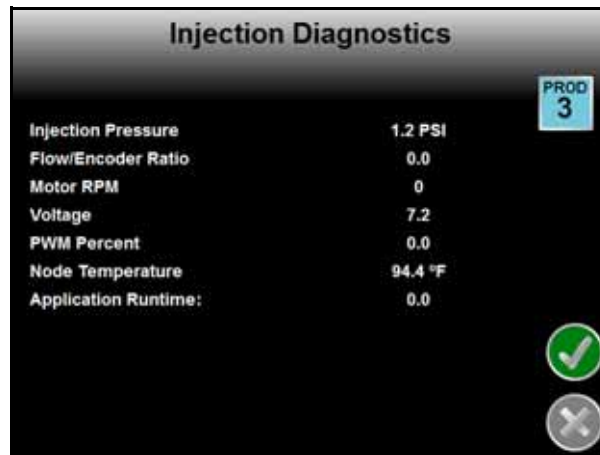 Injection Diagnostics
PROD
3
Injection Pressure 1.2 PSI
Flow/Encoder Ratio 0.0
Motor RPM 0
Voltage 7.2
PWM Percent 0.0
Node Temperature 94.4 °F
Application Runtime: 0.0